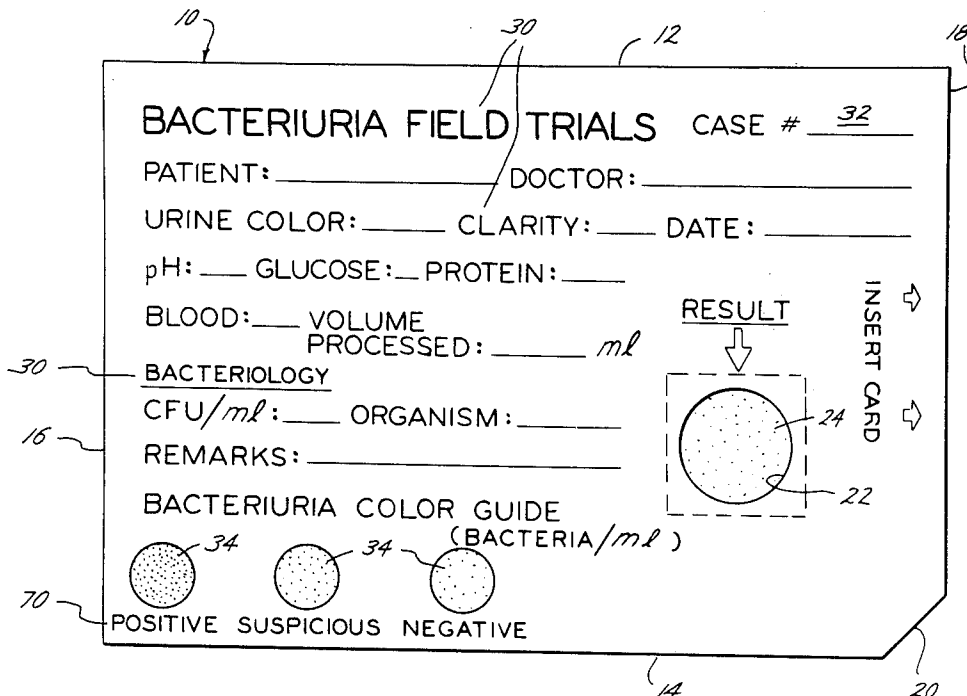 10 30 12 18
BACTERIURIA FIELD TRIALS CASE # 32
PATIENT: DOCTOR:
URINE COLOR: CLARITY: DATE:
pH: GLUCOSE: PROTEIN:
BLOOD: VOLUME PROCESSED: ml
RESULT
INSERT CARD
30 BACTERIOLOGY
CFU/ml: ORGANISM:
24
16
REMARKS:
22
BACTERIURIA COLOR GUIDE
(BACTERIA/ml)
34 34
70
POSITIVE SUSPICIOUS NEGATIVE
14 20